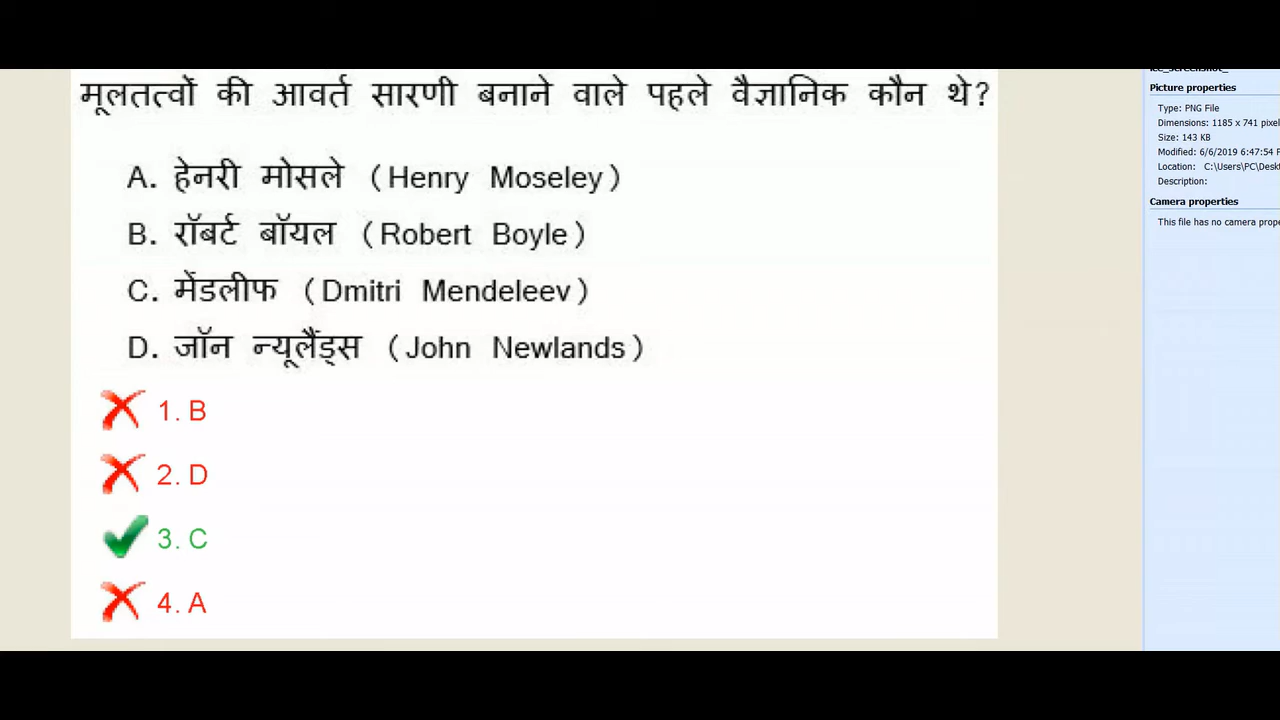 मूलतत्वों की आवर्त सारणी बनाने वाले पहले वैज्ञानिक कौन थे?
A. हेनरी मोसले (Henry Moseley)
B. रॉबर्ट बॉयल (Robert Boyle)
C. मेंडलीफ (Dmitri Mendeleev)
D. जॉन न्यूलैंड्स (John Newlands)
1. B
2. D
3. C
4. A
Picture properties
Type: PNG File
Dimensions: 1185 x 741 pixel
Size: 143 KB
Modified: 6/6/2019 6:47:54 P
Location: C:\Users\PC\Deskt
Description:
Camera properties
This file has no camera prope